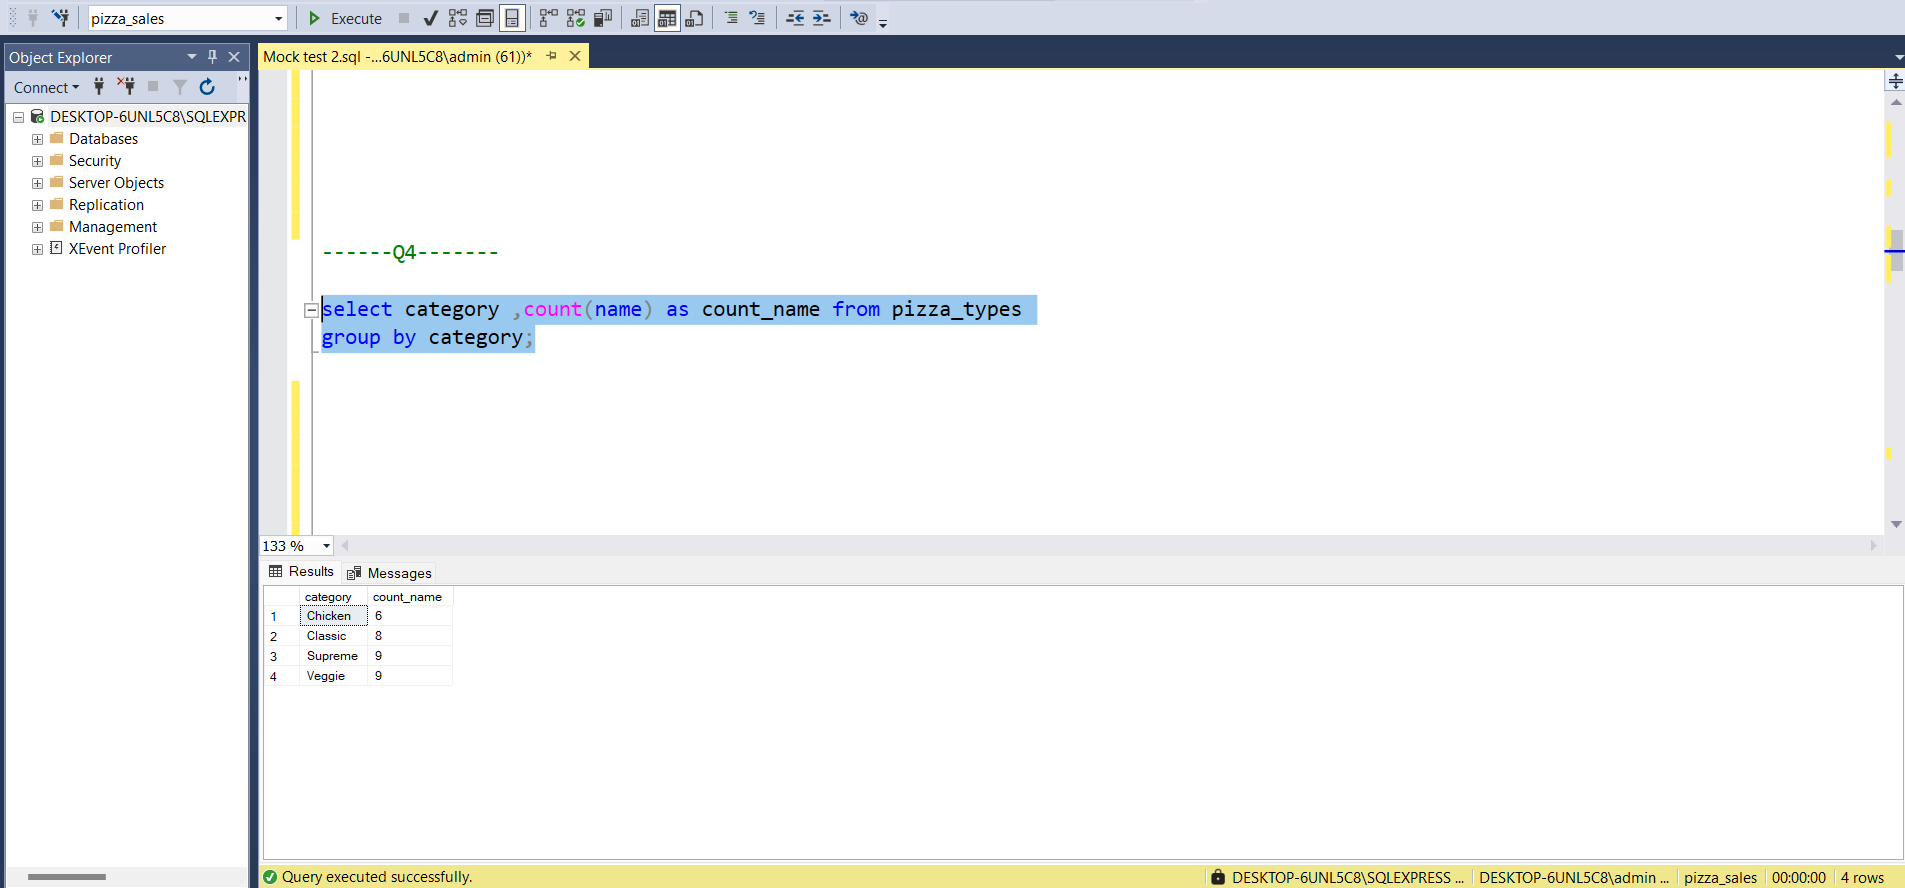 pizza_sales
Execute
Object Explorer
Mock test 2.sql -...6UNL5C8\admin (61))*
Connect
DESKTOP-6UNL5C8\SQLEXPR
Databases
Security
Server Objects
Replication
Management
XEvent Profiler
------Q4-------
select category ,count(name) as count_name from pizza_types
group by category;
133 %
Results
Messages
category count_name
1 Chicken 6
2 Classic 8
3 Supreme 9
4 Veggie 9
Query executed successfully.
DESKTOP-6UNL5C8\SQLEXPRESS ...
DESKTOP-6UNL5C8\admin ...
pizza_sales
00:00:00
4 rows